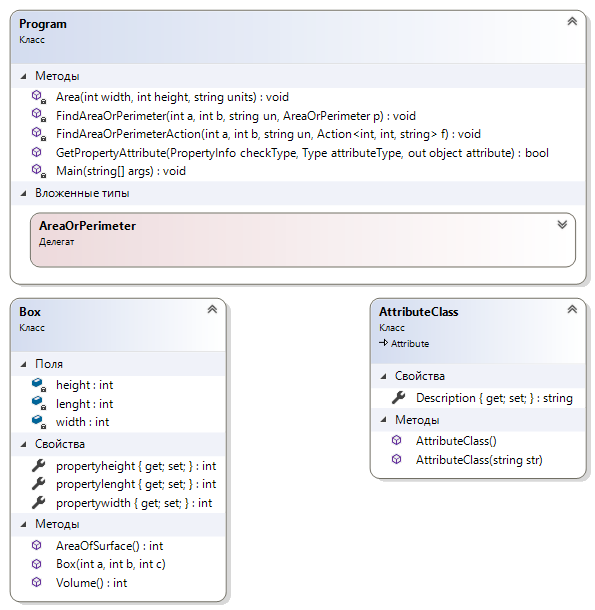 Program
Класс
Методы
Area(int width, int height, string units) : void
FindAreaOrPerimeter(int a, int b, string un, AreaOrPerimeter p) : void
FindAreaOrPerimeterAction(int a, int b, string un, Action<int, int, string> f) : void
GetPropertyAttribute(PropertyInfo checkType, Type attributeType, out object attribute) : bool
Main(string[] args) : void
Вложенные типы
AreaOrPerimeter
Делегат
Box
Класс
Поля
height : int
lenght : int
width : int
Свойства
propertyheight { get; set; } : int
propertylenght { get; set; } : int
propertywidth { get; set; } : int
Методы
AreaOfSurface() : int
Box(int a, int b, int c)
Volume() : int
AttributeClass
Класс
Attribute
Свойства
Description { get; set; } : string
Методы
AttributeClass()
AttributeClass(string str)